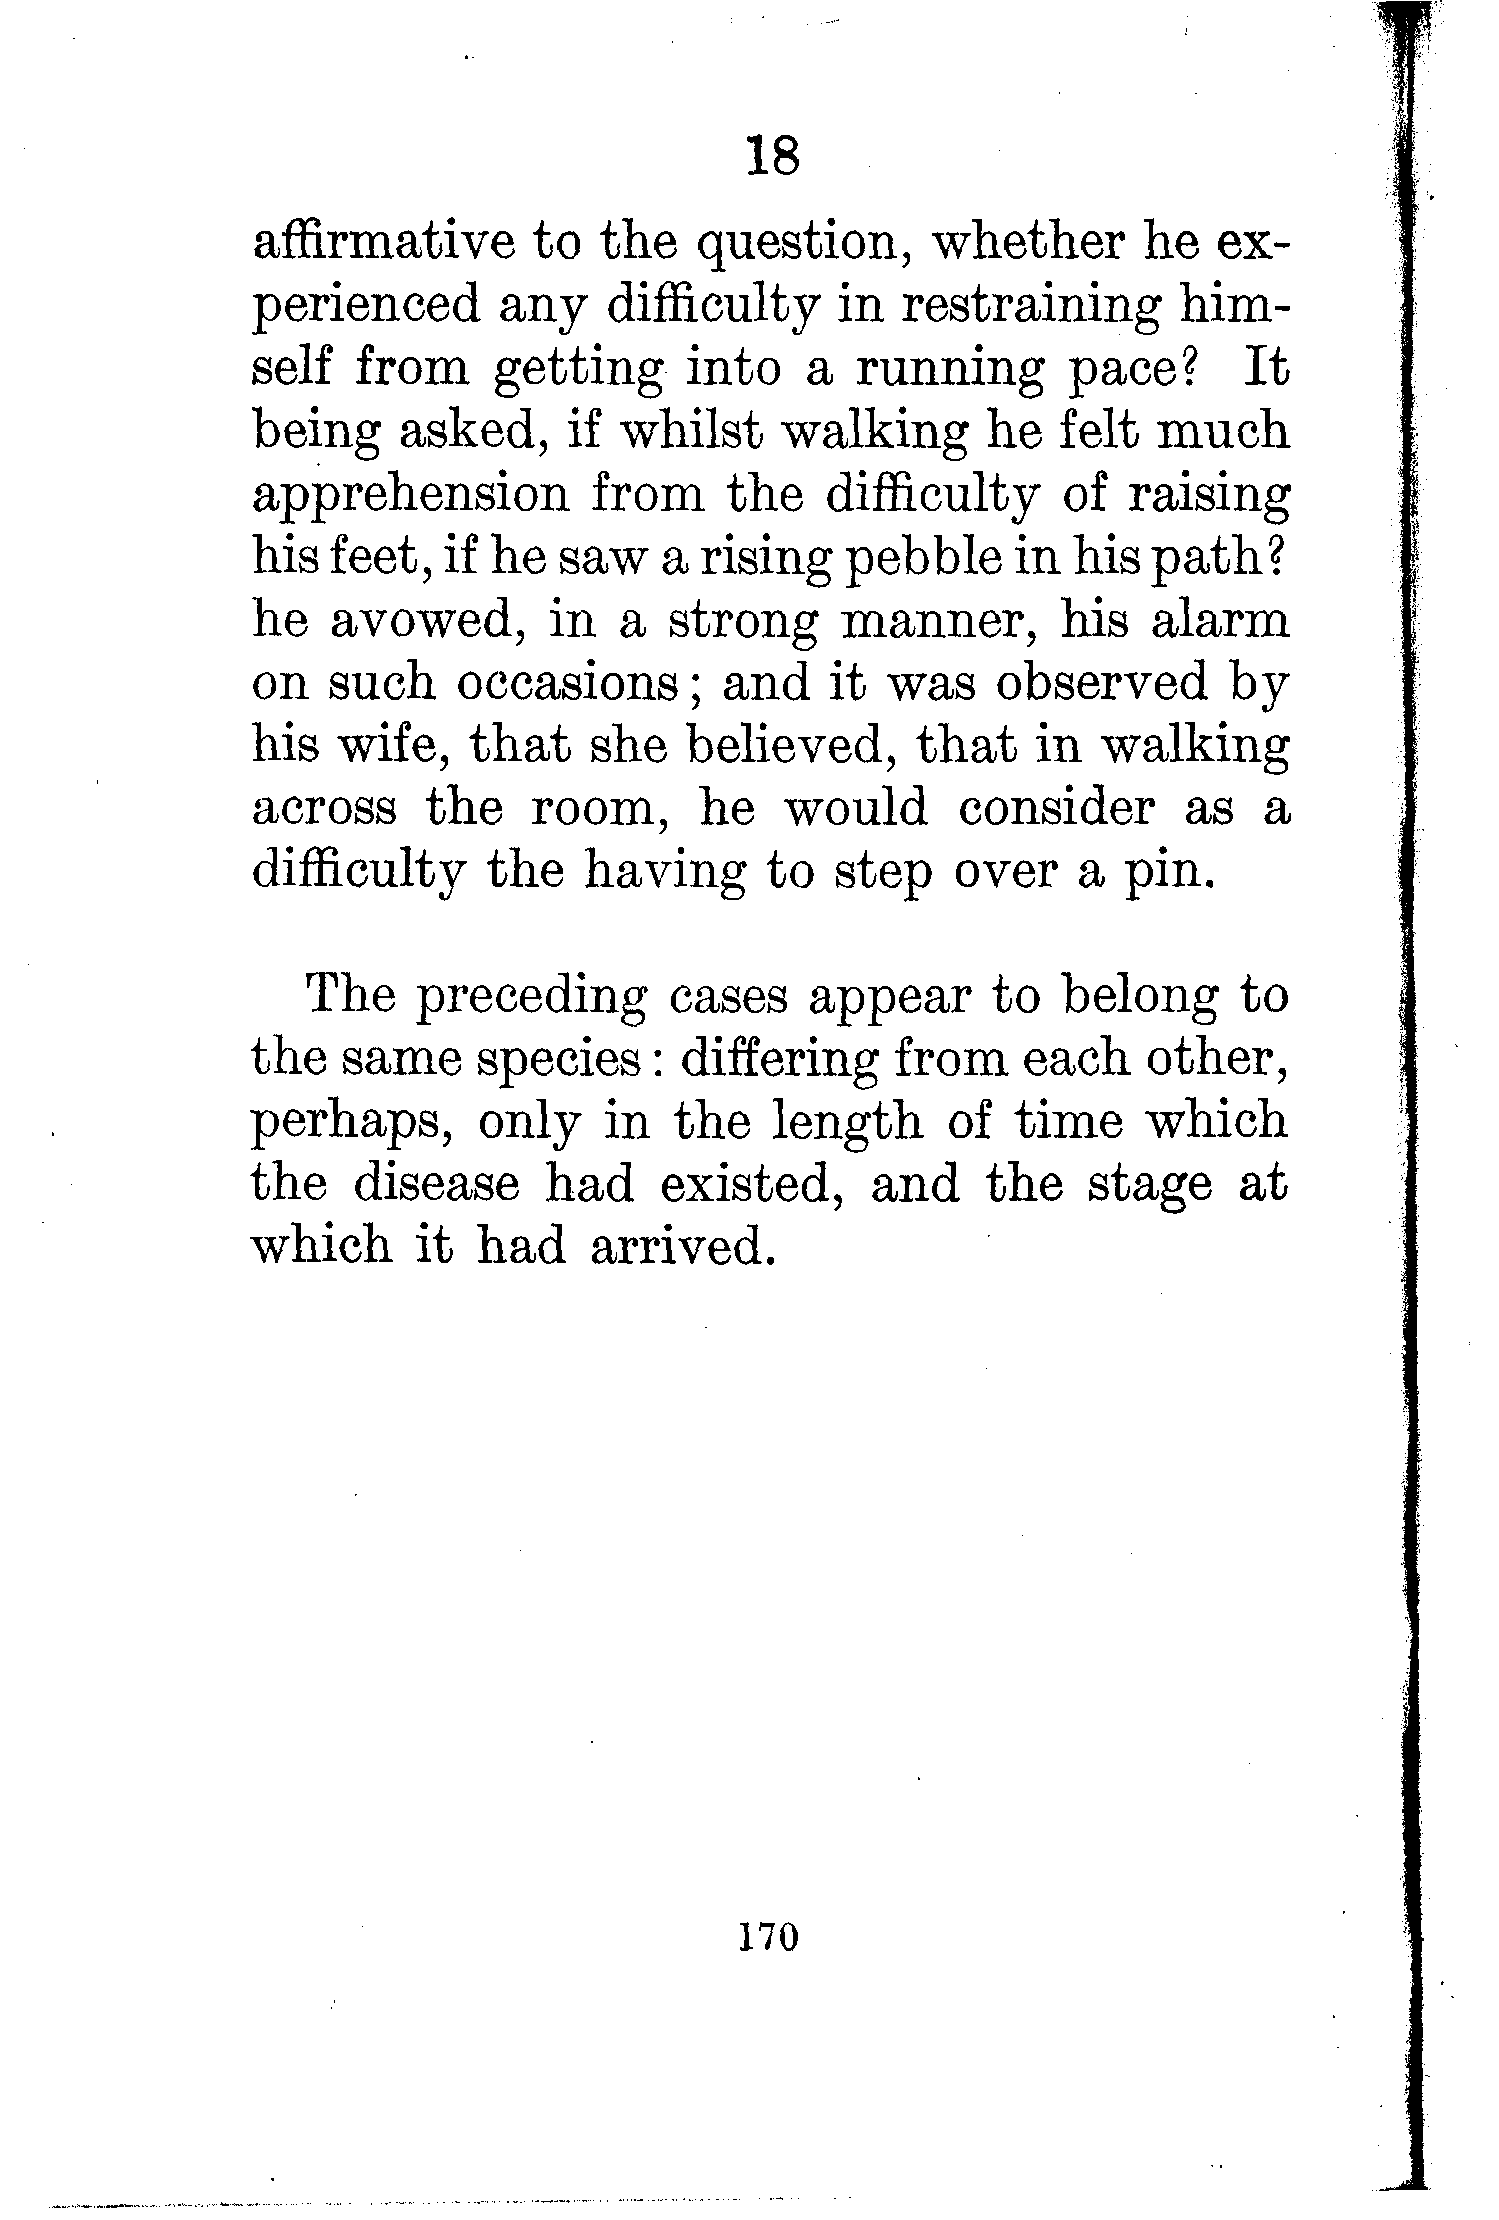 18
affirmative to the question, whether he ex-
perienced any difficulty in restraining him-
self from getting into a running pace? It
being asked, if whilst walking he felt much
apprehension from the difficulty of raising
his feet, if he saw a rising pebble in his path?
he avowed, in a strong manner, his alarm
on such occasions; and it was observed by
his wife, that she believed, that in walking
across the room, he would consider as a
difficulty the having to step over a pin.
The preceding cases appear to belong to
the same species: differing from each other,
perhaps, only in the length of time which
the disease had existed, and the stage at
which it had arrived.
170